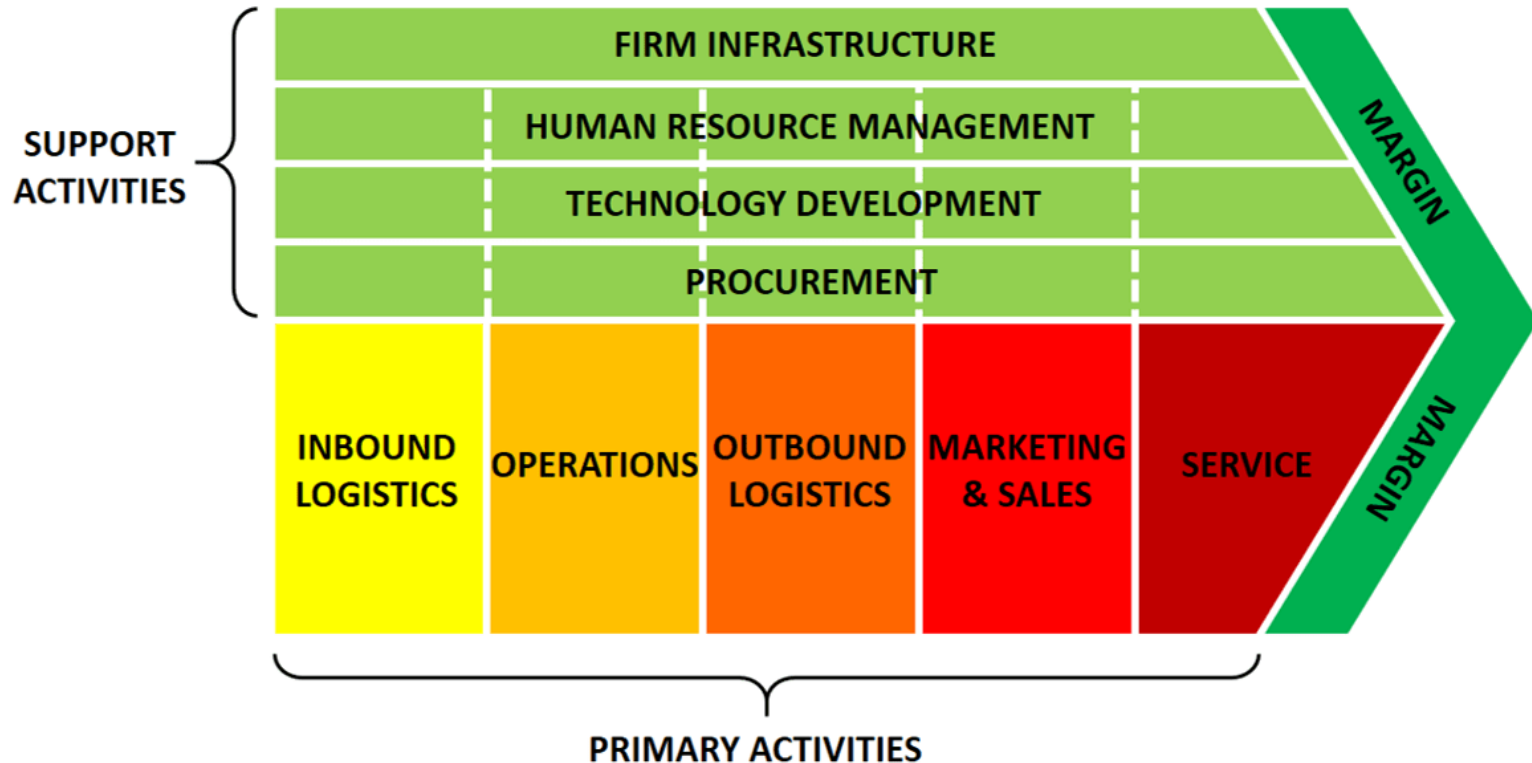 FIRM INFRASTRUCTURE
HUMAN RESOURCE MANAGEMENT
TECHNOLOGY DEVELOPMENT
PROCUREMENT
SUPPORT
ACTIVITIES
MARGIN
INBOUND
LOGISTICS
OPERATIONS
OUTBOUND
LOGISTICS
MARKETING
& SALES
SERVICE
MARGIN
PRIMARY ACTIVITIES